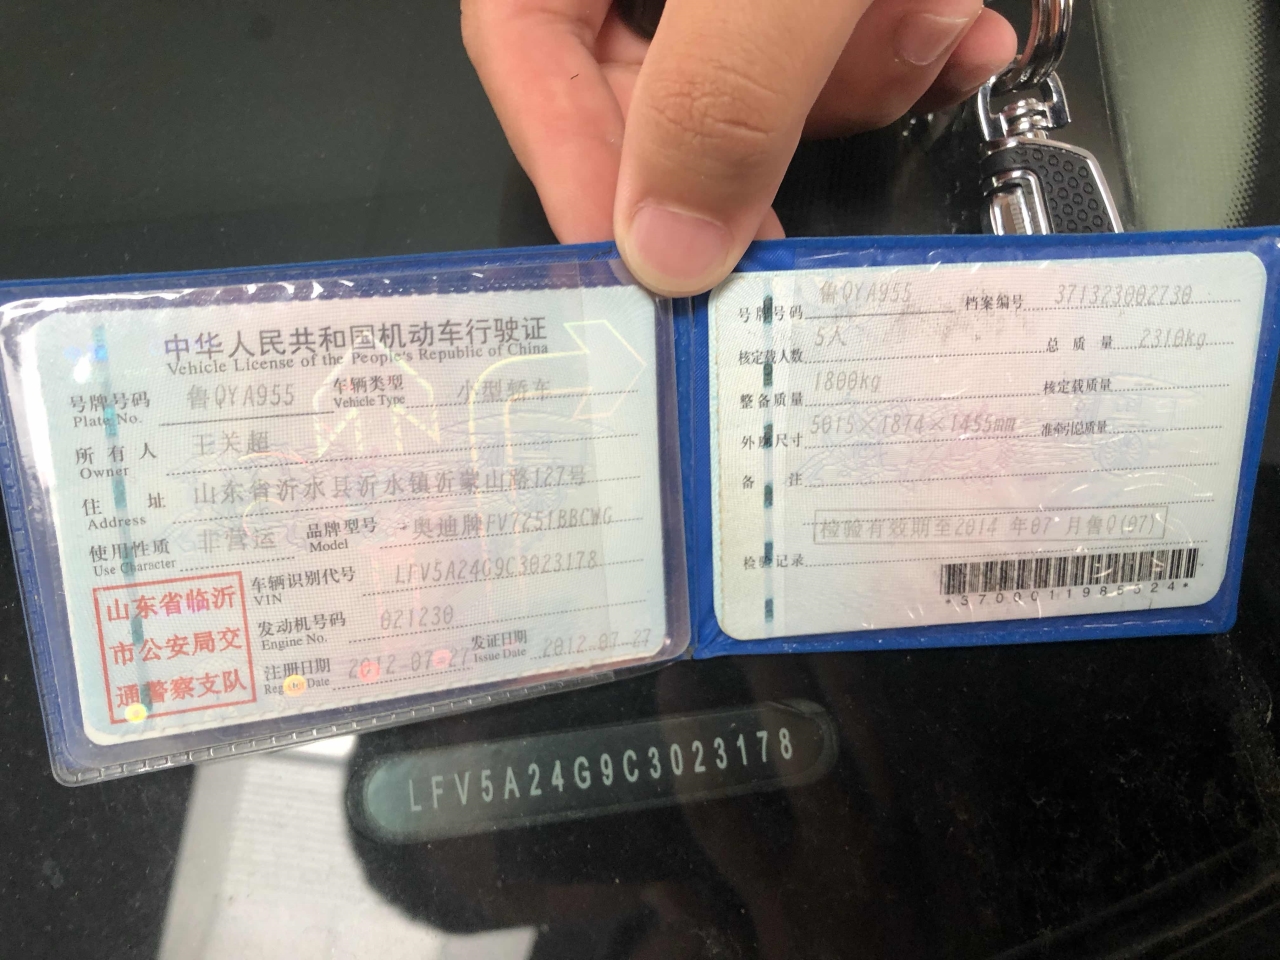 中华人民共和国机动车行驶证
Vehicle License of the People's Republic of China
号牌号码 鲁QYA955 车辆类型 小型轿车
Plate No. Vehicle Type
所有人 王关超
Owner
住址 山东省沂水县沂水镇沂蒙山路127号
Address
使用性质 非营运 品牌型号 奥迪牌FV7251BBCWG
Use Character Model
车辆识别代号 LFV5A24G9C3023178
VIN
发动机号码 021230
Engine No.
注册日期 2012-07-27 发证日期 2012-07-27
Register Date Issue Date
山东省临沂
市公安局交
通警察支队
号牌号码 鲁QYA955 档案编号 371323002730
核定载人数 5人 总质量 2310kg
整备质量 1800kg 核定载质量
外廓尺寸 5015×1874×1455mm 准牵引总质量
备注
检验有效期至2014年07月鲁Q(07)
检验记录
LFV5A24G9C3023178